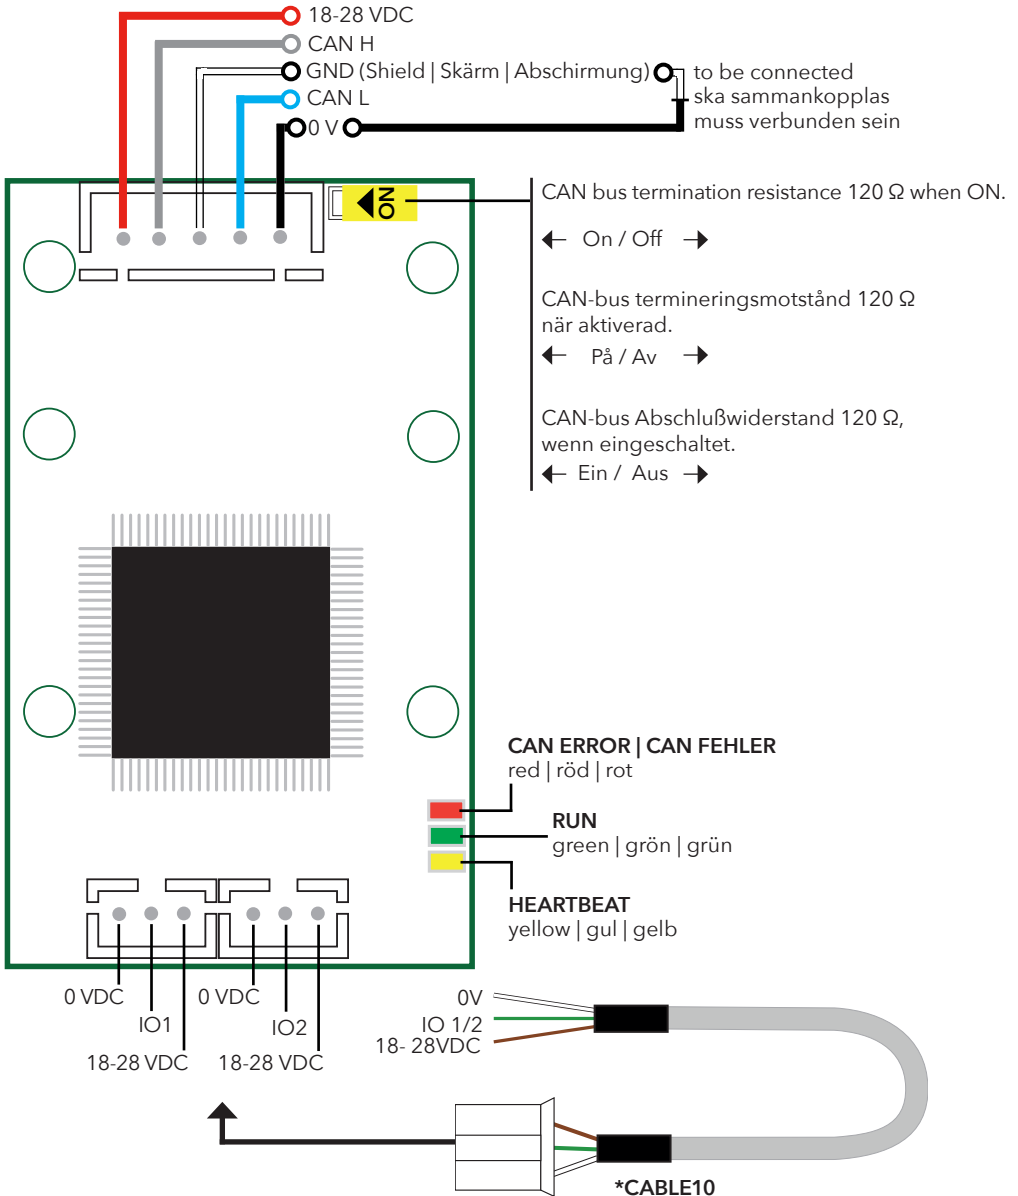 18-28 VDC
CAN H
GND (Shield | Skärm | Abschirmung)
CAN L
0 V
to be connected
ska sammankopplas
muss verbunden sein
ON
CAN bus termination resistance 120 Ω when ON.
On / Off
CAN-bus termineringsmotstånd 120 Ω
när aktiverad.
På / Av
CAN-bus Abschlußwiderstand 120 Ω,
wenn eingeschaltet.
Ein / Aus
CAN ERROR | CAN FEHLER
red | röd | rot
RUN
green | grön | grün
HEARTBEAT
yellow | gul | gelb
0 VDC
IO1
18-28 VDC
0 VDC
IO2
18-28 VDC
0V
IO 1/2
18- 28VDC
*CABLE10